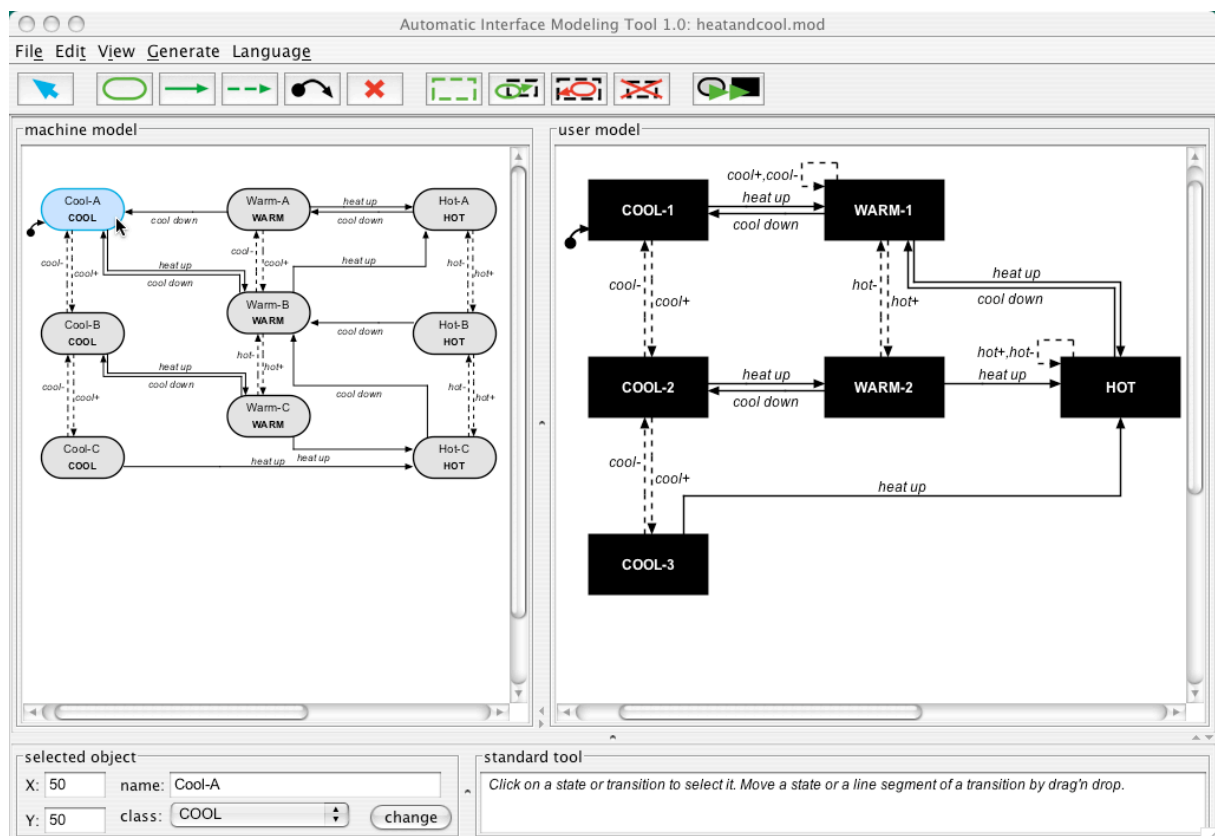 Automatic Interface Modeling Tool 1.0: heatandcool.mod
File Edit View Generate Language
machine model
Cool-A
COOL
cool down
Warm-A
WARM
heat up
cool down
Hot-A
HOT
cool-
cool+
heat up
cool down
cool-
cool+
heat up
hot-
hot+
Cool-B
COOL
Warm-B
WARM
cool down
Hot-B
HOT
cool-
cool+
heat up
cool down
hot-
hot+
cool down
hot-
hot+
Warm-C
WARM
Cool-C
COOL
heat up
heat up
Hot-C
HOT
user model
cool+,cool-
COOL-1
heat up
cool down
WARM-1
cool-
cool+
hot-
hot+
heat up
cool down
hot+,hot-
COOL-2
heat up
cool down
WARM-2
heat up
HOT
cool-
cool+
heat up
COOL-3
selected object
X: 50 name: Cool-A
Y: 50 class: COOL change
standard tool
Click on a state or transition to select it. Move a state or a line segment of a transition by drag'n drop.